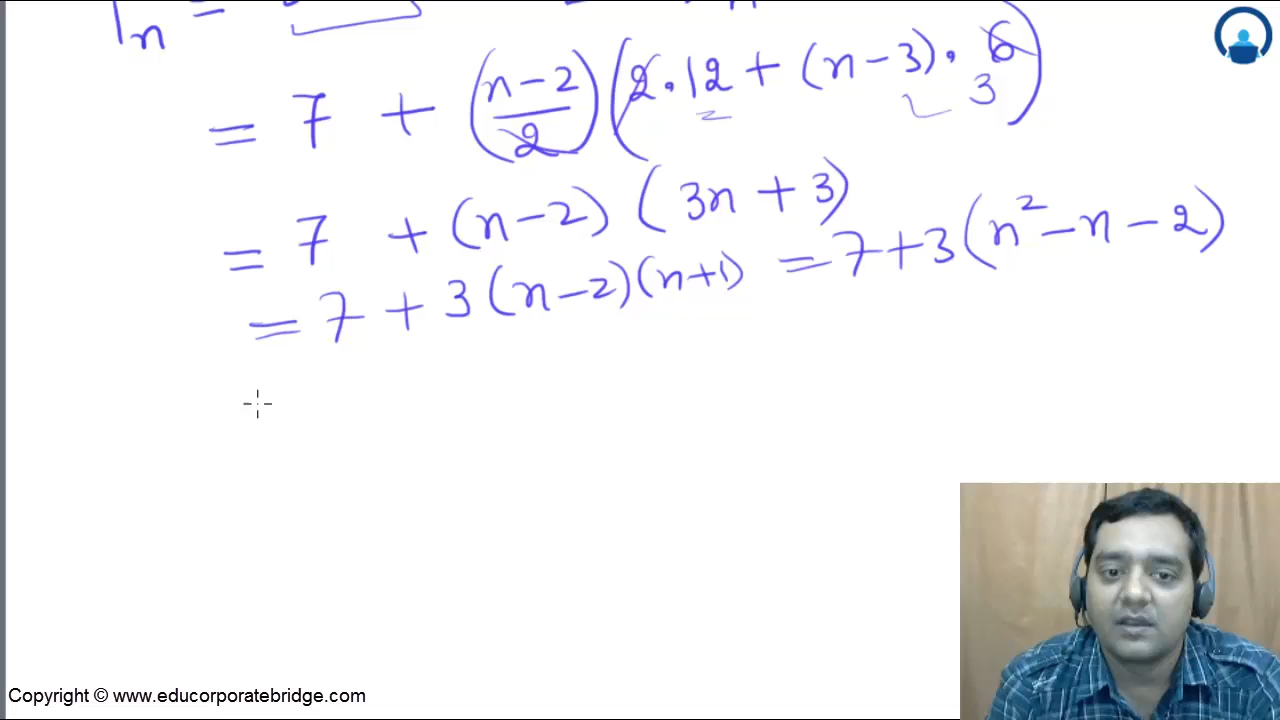 Tn =
= 7 + (n-2/2)(2.12 + (n-3). 6)
3
= 7 + (n-2) (3n + 3)
= 7 + 3(n-2)(n+1) = 7+3(n²-n-2)
Copyright © www.educorporatebridge.com